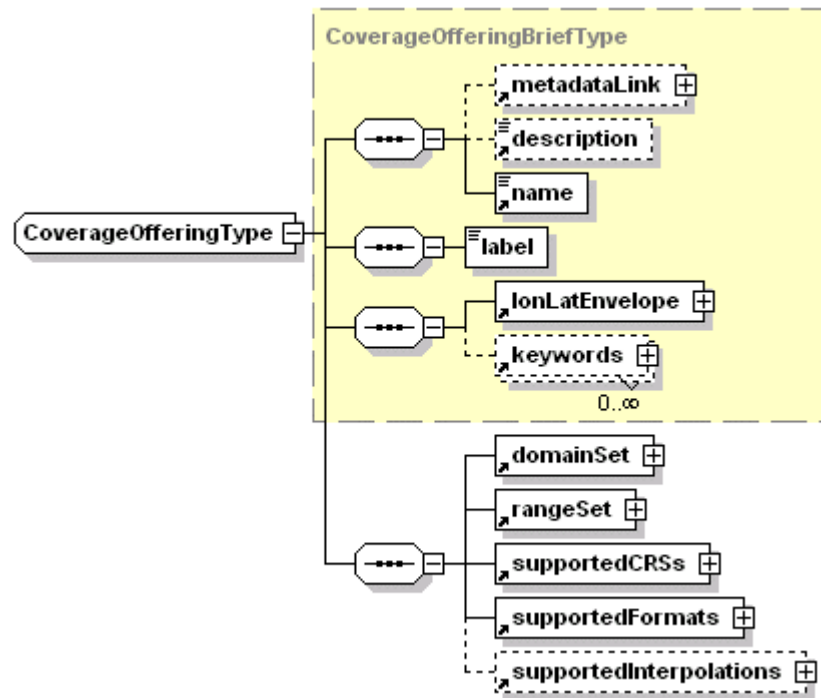 CoverageOfferingBriefType
metadataLink
description
name
CoverageOfferingType
label
lonLatEnvelope
keywords
0..∞
domainSet
rangeSet
supportedCRSs
supportedFormats
supportedInterpolations